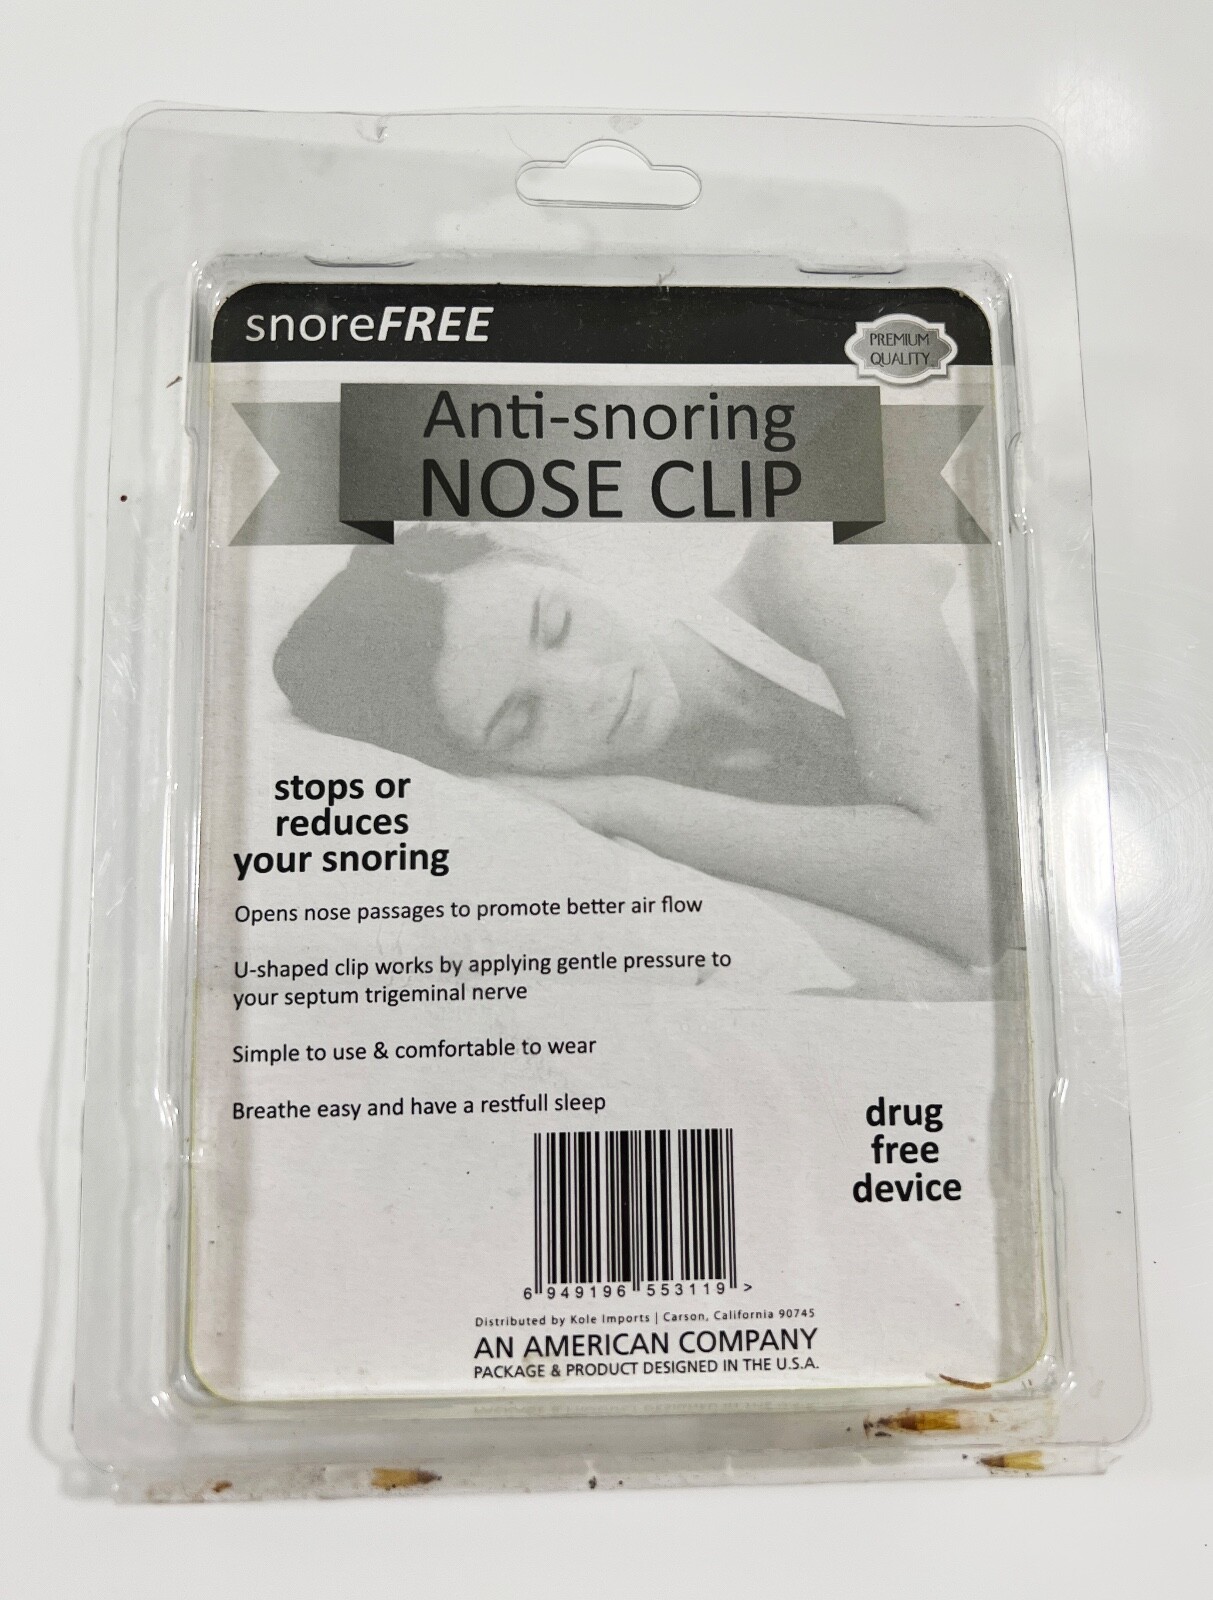 snoreFREE
PREMIUM
QUALITY
Anti-snoring
NOSE CLIP
stops or
reduces
your snoring
Opens nose passages to promote better air flow
U-shaped clip works by applying gentle pressure to
your septum trigeminal nerve
Simple to use & comfortable to wear
Breathe easy and have a restfull sleep
drug
free
device
6 949196 553119 >
Distributed by Kole Imports | Carson, California 90745
AN AMERICAN COMPANY
PACKAGE & PRODUCT DESIGNED IN THE U.S.A.